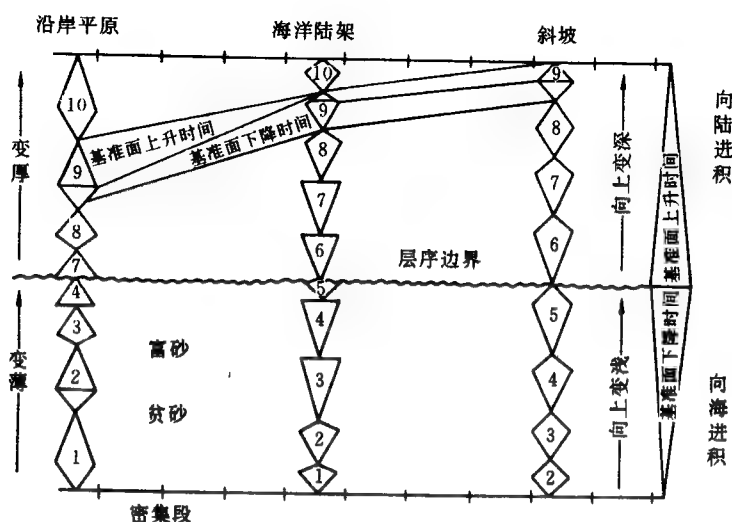 沿岸平原
海洋陆架
斜坡
10
9
8
7
4
3
2
1
10
9
8
7
6
5
4
3
2
1
9
8
7
6
5
4
3
2
变厚
变薄
基准面上升时间
基准面下降时间
层序边界
富砂
贫砂
向上变深
向上变浅
基准面上升时间
基准面下降时间
向陆进积
向海进积
密集段